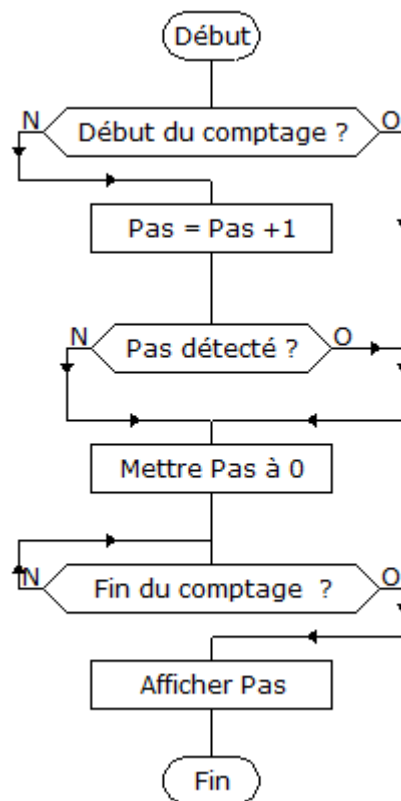 Début
N Début du comptage ? O
Pas = Pas +1
N Pas détecté ? O
Mettre Pas à 0
N Fin du comptage ? O
Afficher Pas
Fin